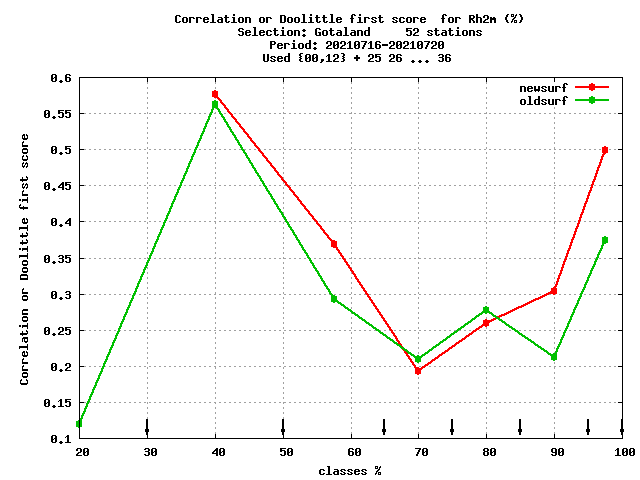 Correlation or Doolittle first score  for Rh2m (%)
Selection: Gotaland     52 stations
Period: 20210716-20210720
Used {00,12} + 25 26 ... 36
newsurf
oldsurf
Correlation or Doolittle first score
0.6
0.55
0.5
0.45
0.4
0.35
0.3
0.25
0.2
0.15
0.1
20 30 40 50 60 70 80 90 100
classes %